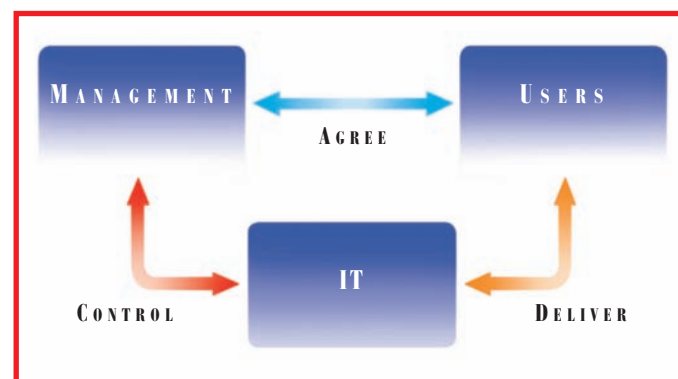 MANAGEMENT
USERS
AGREE
IT
CONTROL
DELIVER